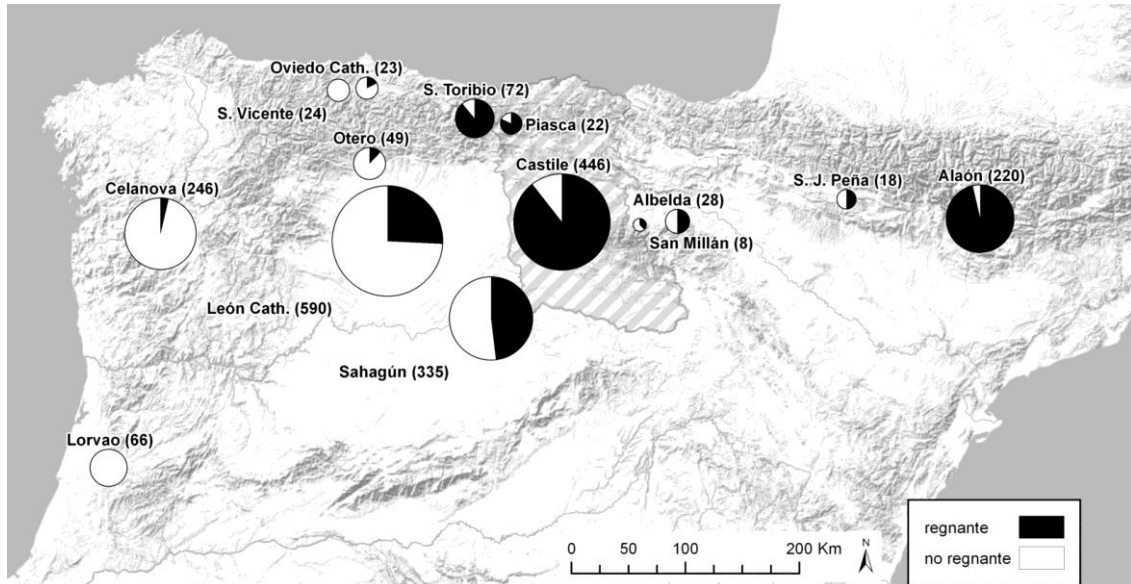 Oviedo Cath. (23)
S. Toribio (72)
S. Vicente (24)
Piasca (22)
Otero (49)
Castile (446)
Celanova (246)
Albelda (28)
S. J. Peña (18)
Alaón (220)
San Millán (8)
León Cath. (590)
Sahagún (335)
Lorvao (66)
regnante
no regnante
0 50 100 200 Km
N